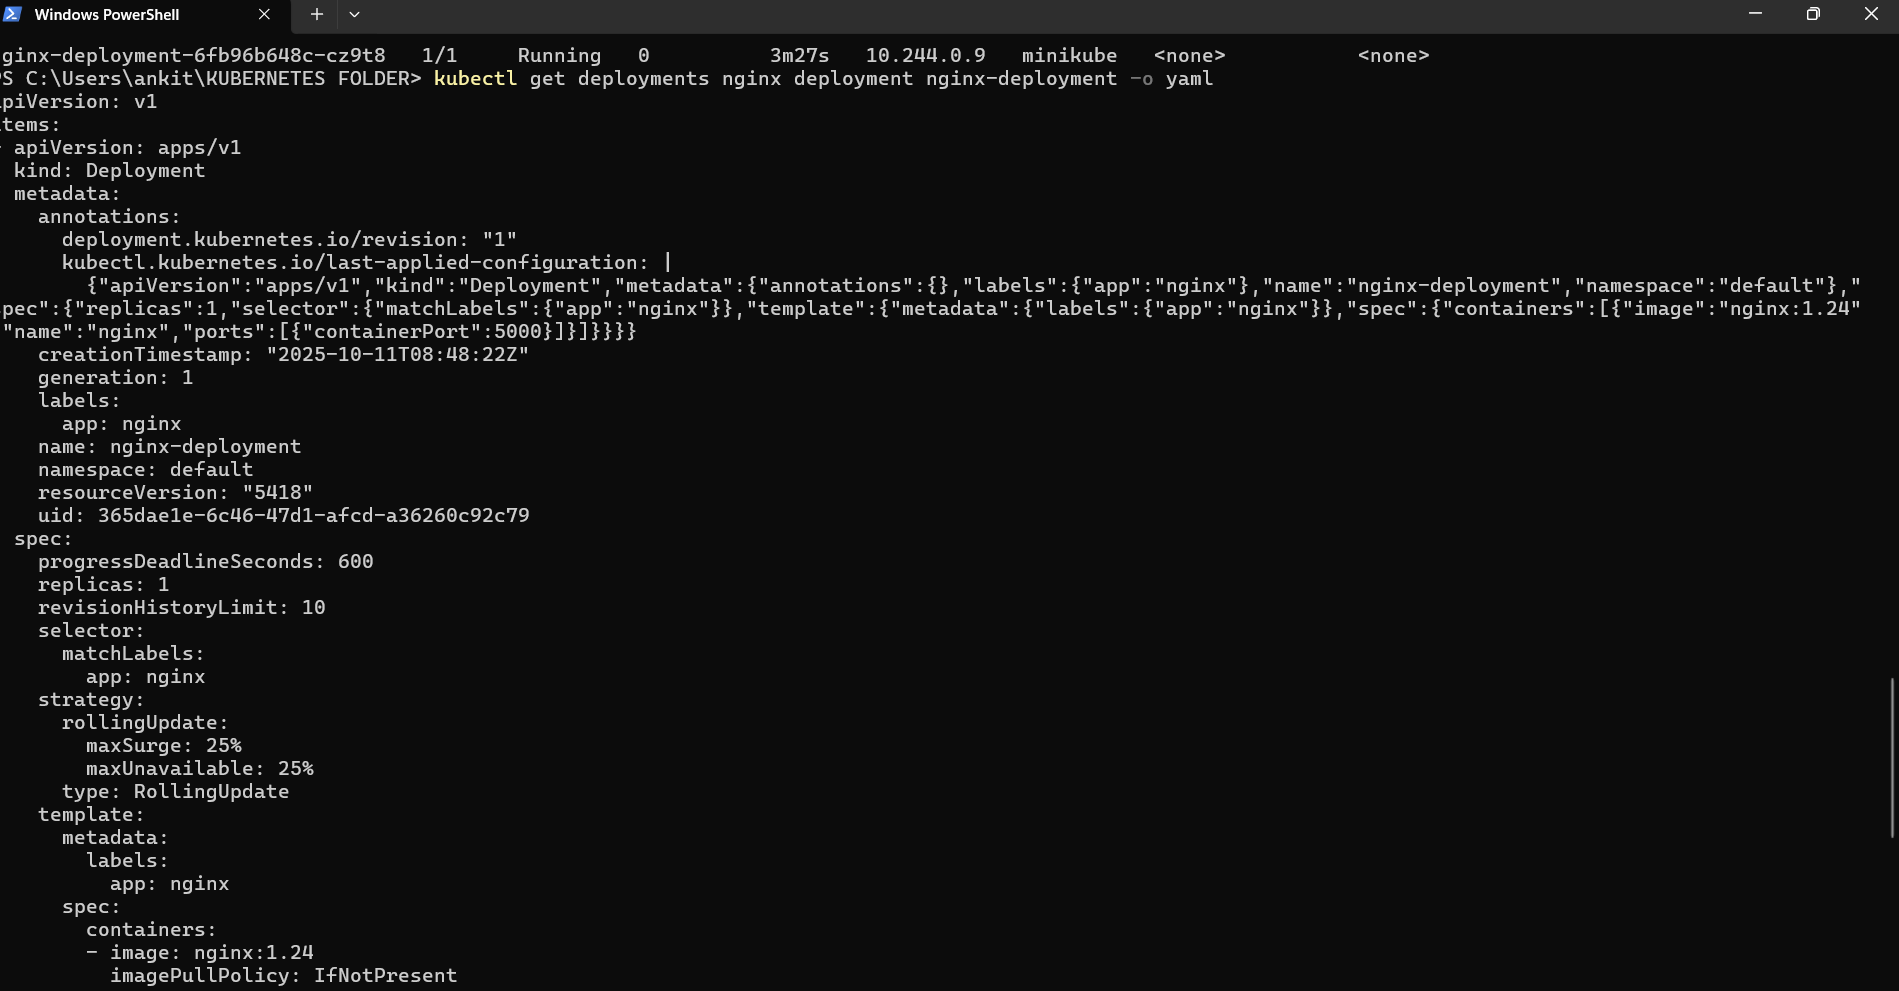 Windows PowerShell
ginx-deployment-6fb96b648c-cz9t8   1/1     Running   0          3m27s   10.244.0.9   minikube   <none>           <none>
PS C:\Users\ankit\KUBERNETES FOLDER> kubectl get deployments nginx deployment nginx-deployment -o yaml
apiVersion: v1
items:
- apiVersion: apps/v1
  kind: Deployment
  metadata:
    annotations:
      deployment.kubernetes.io/revision: "1"
      kubectl.kubernetes.io/last-applied-configuration: |
        {"apiVersion":"apps/v1","kind":"Deployment","metadata":{"annotations":{},"labels":{"app":"nginx"},"name":"nginx-deployment","namespace":"default"},"
spec":{"replicas":1,"selector":{"matchLabels":{"app":"nginx"}},"template":{"metadata":{"labels":{"app":"nginx"}},"spec":{"containers":[{"image":"nginx:1.24"
"name":"nginx","ports":[{"containerPort":5000}]}]}}}}
    creationTimestamp: "2025-10-11T08:48:22Z"
    generation: 1
    labels:
      app: nginx
    name: nginx-deployment
    namespace: default
    resourceVersion: "5418"
    uid: 365dae1e-6c46-47d1-afcd-a36260c92c79
  spec:
    progressDeadlineSeconds: 600
    replicas: 1
    revisionHistoryLimit: 10
    selector:
      matchLabels:
        app: nginx
    strategy:
      rollingUpdate:
        maxSurge: 25%
        maxUnavailable: 25%
      type: RollingUpdate
    template:
      metadata:
        labels:
          app: nginx
      spec:
        containers:
        - image: nginx:1.24
          imagePullPolicy: IfNotPresent